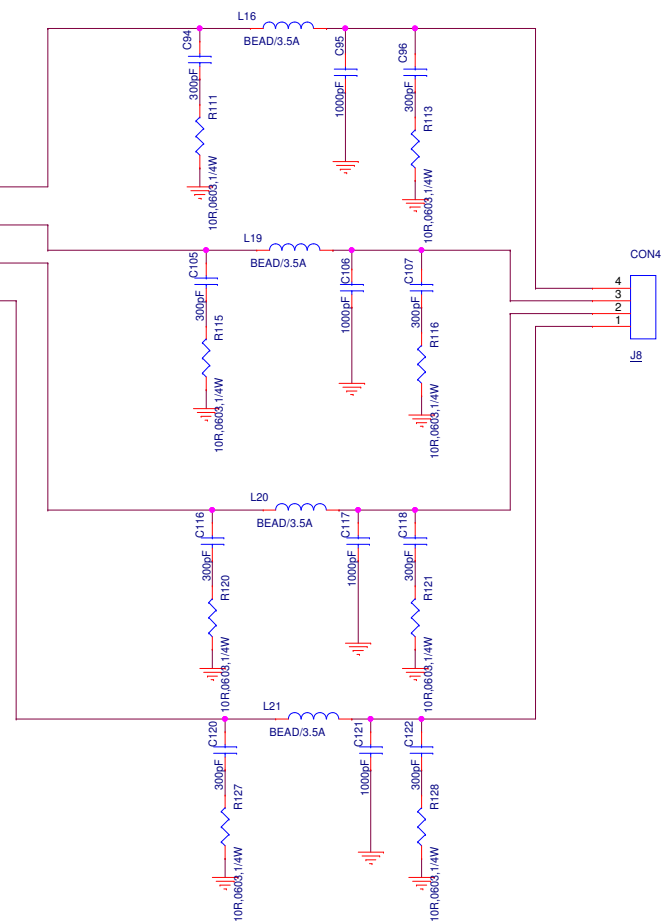 L16
BEAD/3.5A
C94
300pF
R111
10R,0603,1/4W
C95
1000pF
C96
300pF
R113
10R,0603,1/4W
L19
BEAD/3.5A
C105
300pF
R115
10R,0603,1/4W
C106
1000pF
C107
300pF
R116
10R,0603,1/4W
CON4
4
3
2
1
J8
L20
BEAD/3.5A
C116
300pF
R120
10R,0603,1/4W
C117
1000pF
C118
300pF
R121
10R,0603,1/4W
L21
BEAD/3.5A
C120
300pF
R127
10R,0603,1/4W
C121
1000pF
C122
300pF
R128
10R,0603,1/4W